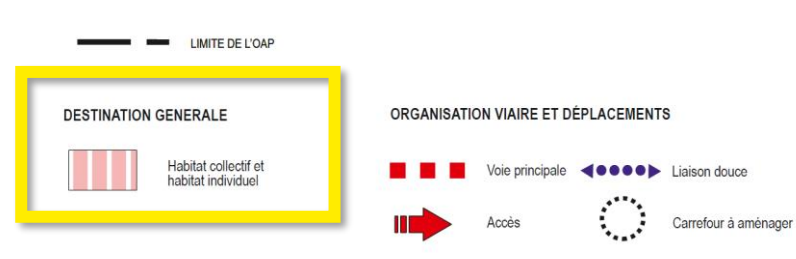 LIMITE DE L'OAP
DESTINATION GENERALE
Habitat collectif et
habitat individuel
ORGANISATION VIAIRE ET DÉPLACEMENTS
Voie principale
Liaison douce
Accès
Carrefour à aménager